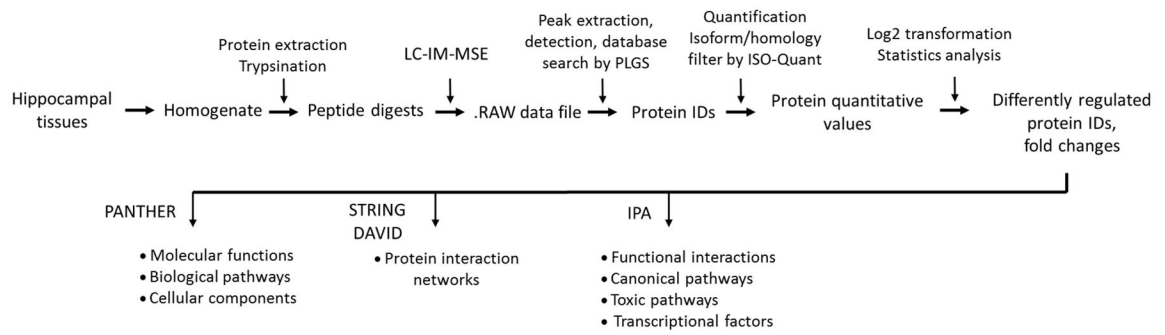 Protein extraction
Trypsination
LC-IM-MSE
Peak extraction,
detection, database
search by PLGS
Quantification
Isoform/homology
filter by ISO-Quant
Log2 transformation
Statistics analysis
Hippocampal
tissues
Homogenate
Peptide digests
.RAW data file
Protein IDs
Protein quantitative
values
Differently regulated
protein IDs,
fold changes
PANTHER
• Molecular functions
• Biological pathways
• Cellular components
STRING
DAVID
• Protein interaction
networks
IPA
• Functional interactions
• Canonical pathways
• Toxic pathways
• Transcriptional factors